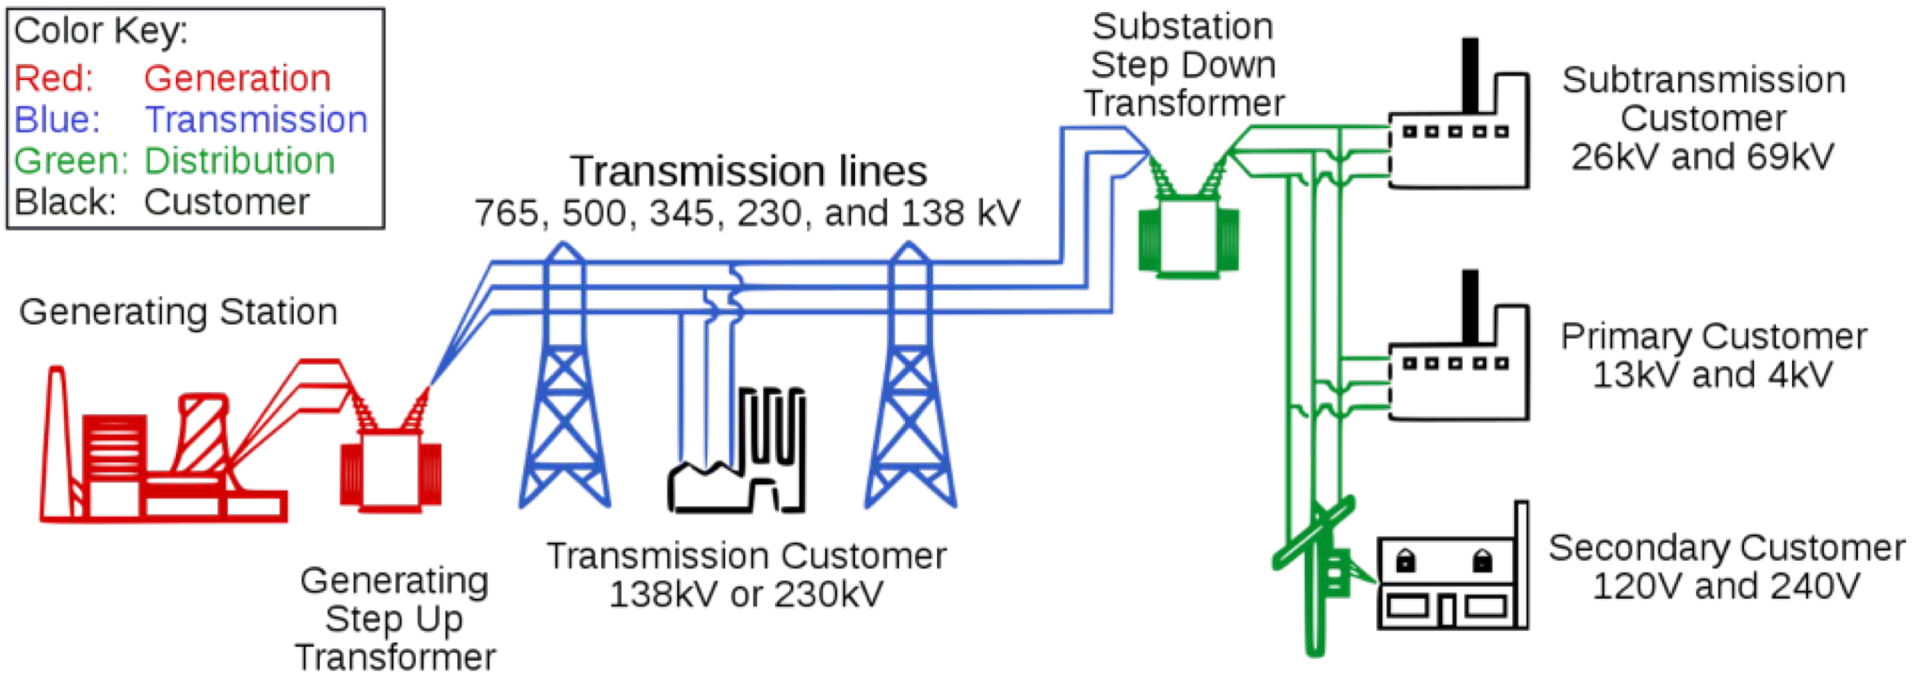 Color Key:
Red: Generation
Blue: Transmission
Green: Distribution
Black: Customer
Generating Station
Generating
Step Up
Transformer
Transmission lines
765, 500, 345, 230, and 138 kV
Transmission Customer
138kV or 230kV
Substation
Step Down
Transformer
Subtransmission
Customer
26kV and 69kV
Primary Customer
13kV and 4kV
Secondary Customer
120V and 240V